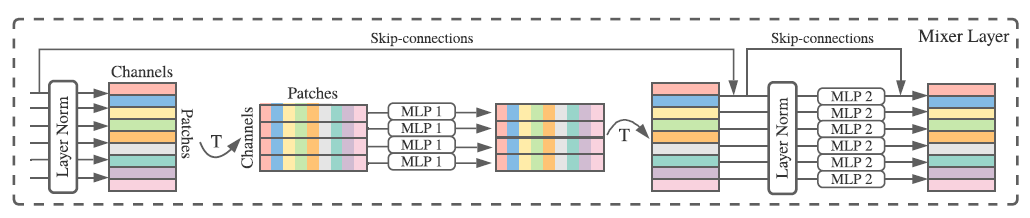 Skip-connections
Skip-connections
Mixer Layer
Channels
Patches
Layer Norm
Patches
T
Channels
MLP 1
MLP 1
MLP 1
MLP 1
T
Layer Norm
MLP 2
MLP 2
MLP 2
MLP 2
MLP 2
MLP 2